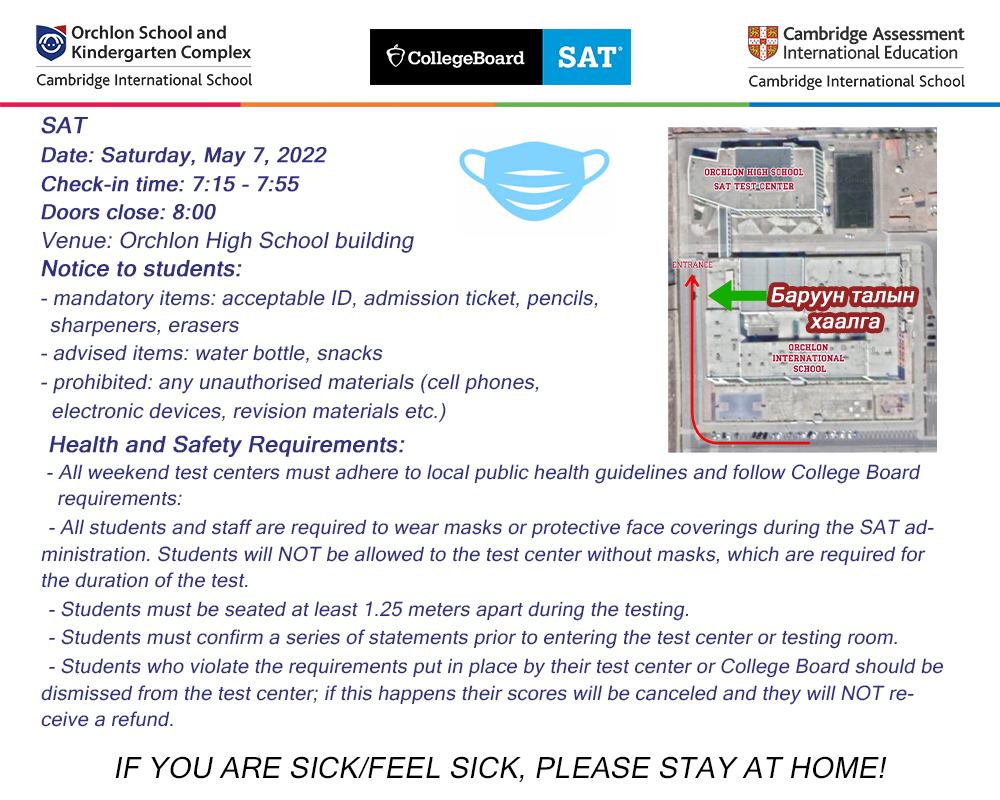 Orchlon School and
Kindergarten Complex
Cambridge International School
CollegeBoard
SAT®
Cambridge Assessment
International Education
Cambridge International School
SAT
Date: Saturday, May 7, 2022
Check-in time: 7:15 - 7:55
Doors close: 8:00
Venue: Orchlon High School building
Notice to students:
- mandatory items: acceptable ID, admission ticket, pencils,
sharpeners, erasers
- advised items: water bottle, snacks
- prohibited: any unauthorised materials (cell phones,
electronic devices, revision materials etc.)
ORCHLON HIGH SCHOOL
SAT TEST CENTER
ENTRANCE
Баруун талын
хаалга
ORCHLON
INTERNATIONAL
SCHOOL
Health and Safety Requirements:
- All weekend test centers must adhere to local public health guidelines and follow College Board
requirements:
- All students and staff are required to wear masks or protective face coverings during the SAT ad-
ministration. Students will NOT be allowed to the test center without masks, which are required for
the duration of the test.
- Students must be seated at least 1.25 meters apart during the testing.
- Students must confirm a series of statements prior to entering the test center or testing room.
- Students who violate the requirements put in place by their test center or College Board should be
dismissed from the test center; if this happens their scores will be canceled and they will NOT re-
ceive a refund.
IF YOU ARE SICK/FEEL SICK, PLEASE STAY AT HOME!